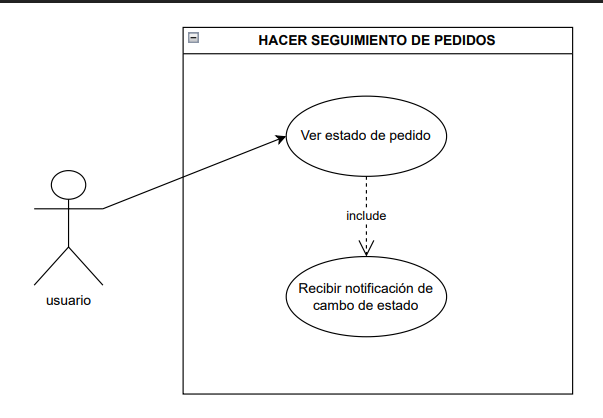 HACER SEGUIMIENTO DE PEDIDOS
Ver estado de pedido
include
usuario
Recibir notificación de
cambo de estado